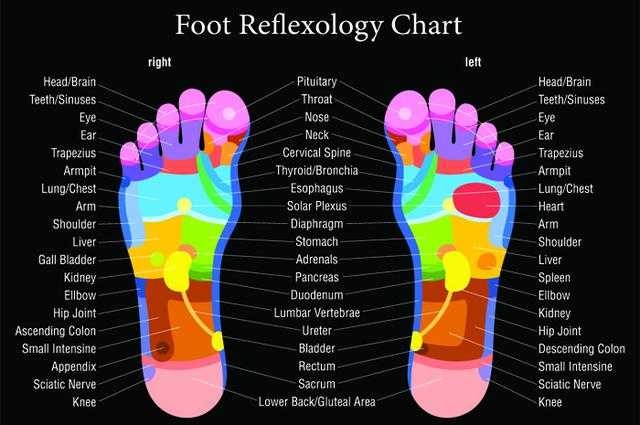 Foot Reflexology Chart
right
left
Head/Brain
Teeth/Sinuses
Eye
Ear
Trapezius
Armpit
Lung/Chest
Arm
Shoulder
Liver
Gall Bladder
Kidney
Ellbow
Hip Joint
Ascending Colon
Small Intensine
Appendix
Sciatic Nerve
Knee
Pituitary
Throat
Nose
Neck
Cervical Spine
Thyroid/Bronchia
Esophagus
Solar Plexus
Diaphragm
Stomach
Adrenals
Pancreas
Duodenum
Lumbar Vertebrae
Ureter
Bladder
Rectum
Sacrum
Lower Back/Gluteal Area
Head/Brain
Teeth/Sinuses
Eye
Ear
Trapezius
Armpit
Lung/Chest
Heart
Arm
Shoulder
Liver
Spleen
Ellbow
Kidney
Hip Joint
Descending Colon
Small Intensine
Sciatic Nerve
Knee